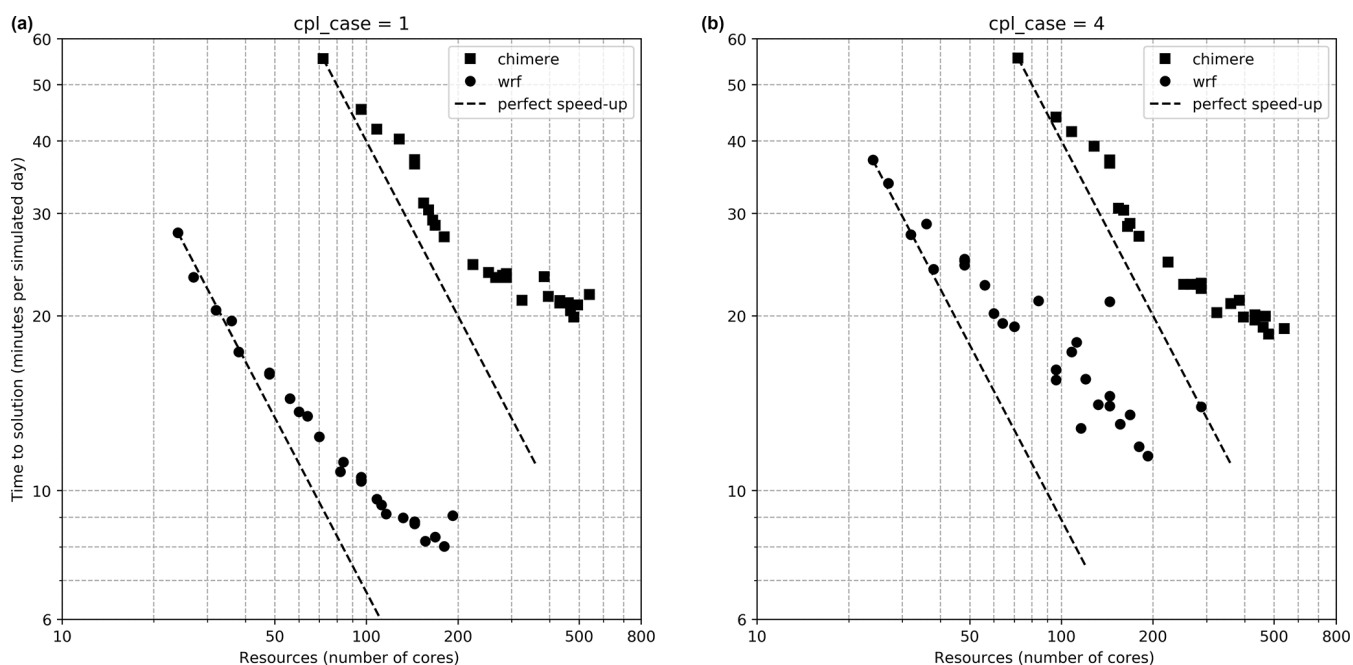 (a)
cpl_case = 1
60
50
40
30
20
10
6
Time to solution (minutes per simulated day)
chimere
wrf
perfect speed-up
10
50
100
200
500
800
Resources (number of cores)
(b)
cpl_case = 4
60
50
40
30
20
10
6
chimere
wrf
perfect speed-up
10
50
100
200
500
800
Resources (number of cores)